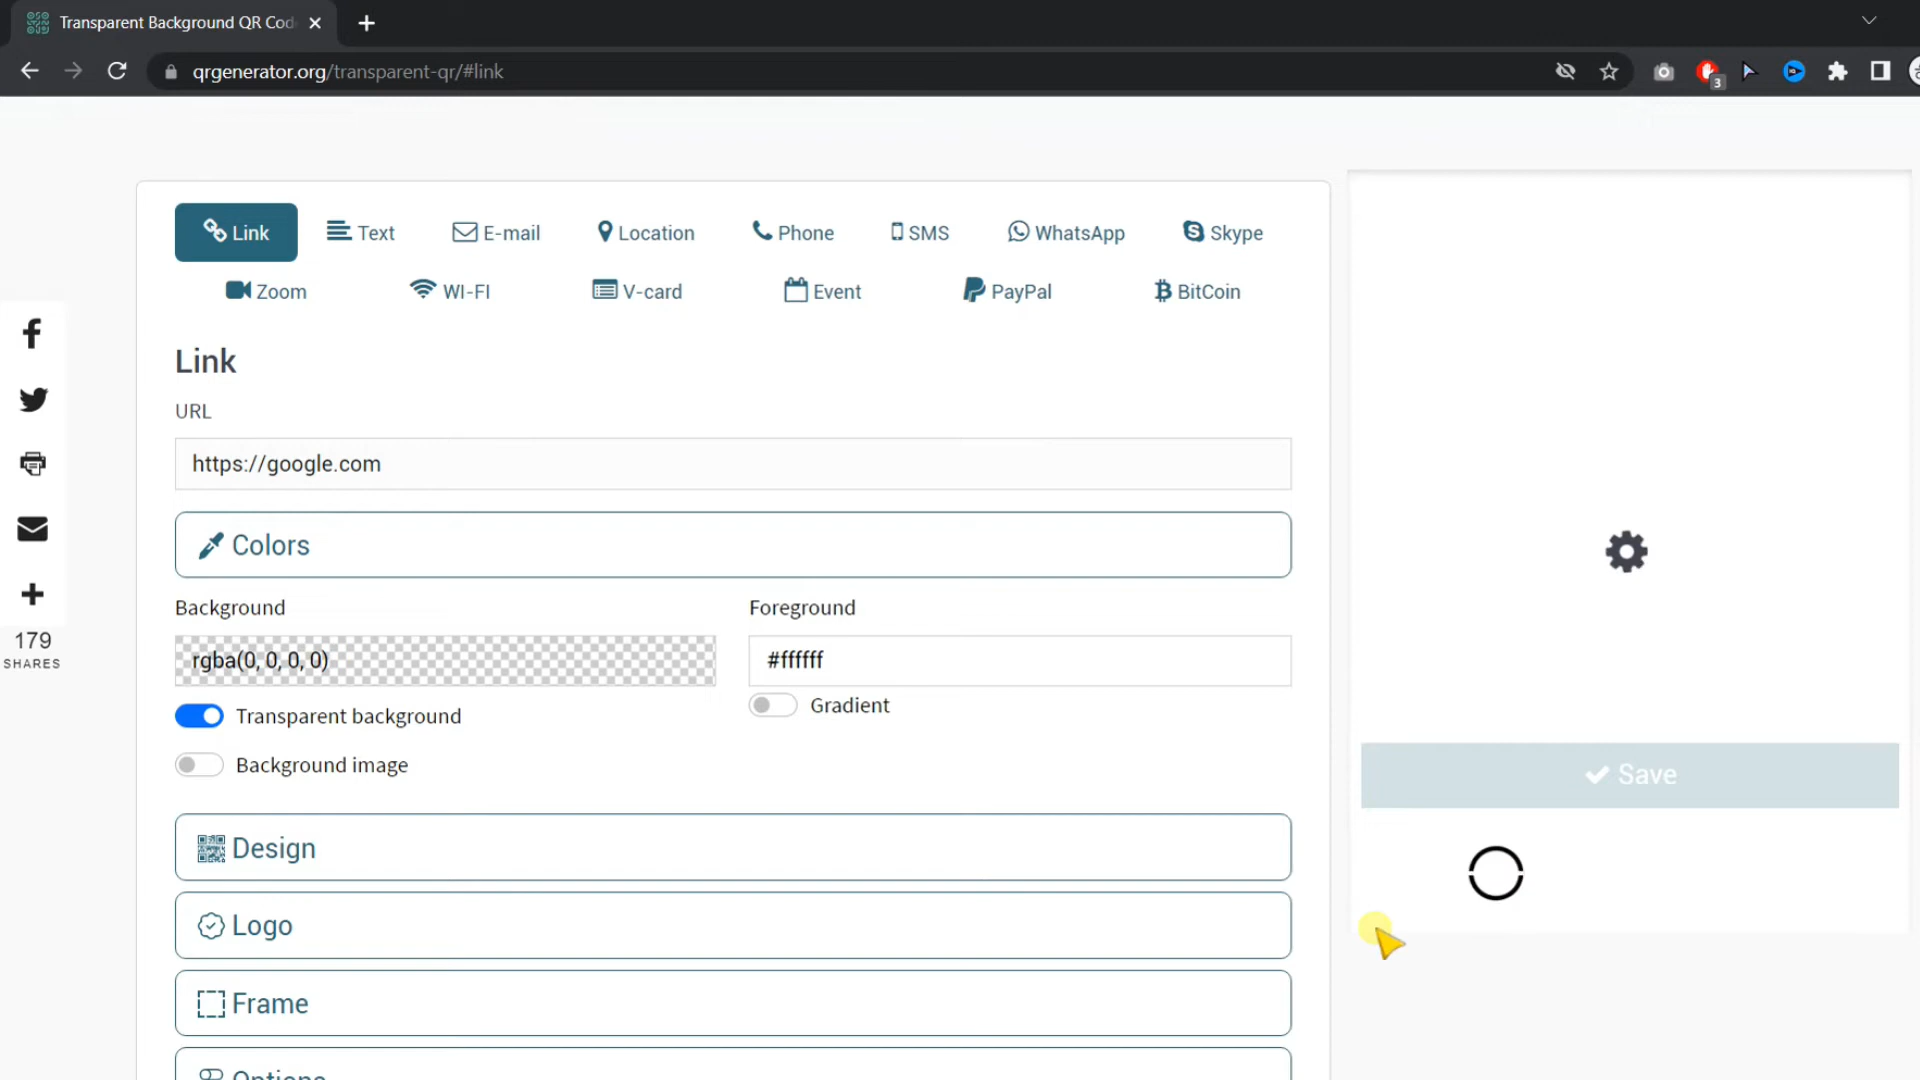 Transparent Background QR Cod
qrgenerator.org/transparent-qr/#link
3
Link Text E-mail Location Phone SMS WhatsApp Skype
Zoom WI-FI V-card Event PayPal BitCoin
Link
URL
https://google.com
Colors
Background Foreground
rgba(0, 0, 0, 0) #ffffff
Transparent background Gradient
Background image
Design
Logo
Frame
Options
179
SHARES
Save